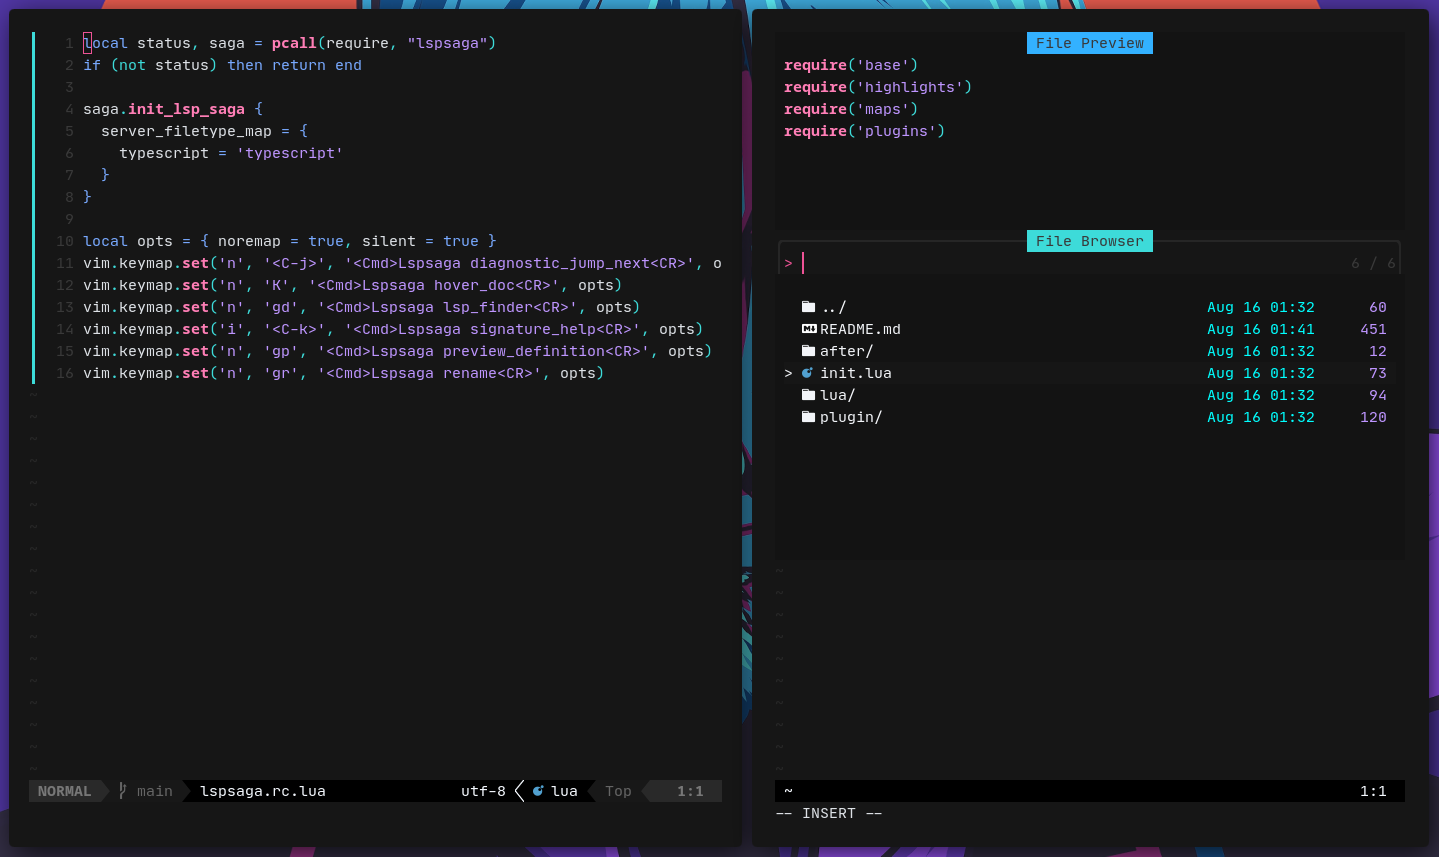 1 local status, saga = pcall(require, "lspsaga")
2 if (not status) then return end
3
4 saga.init_lsp_saga {
5   server_filetype_map = {
6     typescript = 'typescript'
7   }
8 }
9
10 local opts = { noremap = true, silent = true }
11 vim.keymap.set('n', '<C-j>', '<Cmd>Lspsaga diagnostic_jump_next<CR>', o
12 vim.keymap.set('n', 'K', '<Cmd>Lspsaga hover_doc<CR>', opts)
13 vim.keymap.set('n', 'gd', '<Cmd>Lspsaga lsp_finder<CR>', opts)
14 vim.keymap.set('i', '<C-k>', '<Cmd>Lspsaga signature_help<CR>', opts)
15 vim.keymap.set('n', 'gp', '<Cmd>Lspsaga preview_definition<CR>', opts)
16 vim.keymap.set('n', 'gr', '<Cmd>Lspsaga rename<CR>', opts)
NORMAL main lspsaga.rc.lua utf-8 lua Top 1:1
File Preview
require('base')
require('highlights')
require('maps')
require('plugins')
File Browser
> 6 / 6
../ Aug 16 01:32 60
README.md Aug 16 01:41 451
after/ Aug 16 01:32 12
> init.lua Aug 16 01:32 73
lua/ Aug 16 01:32 94
plugin/ Aug 16 01:32 120
~ 1:1
-- INSERT --